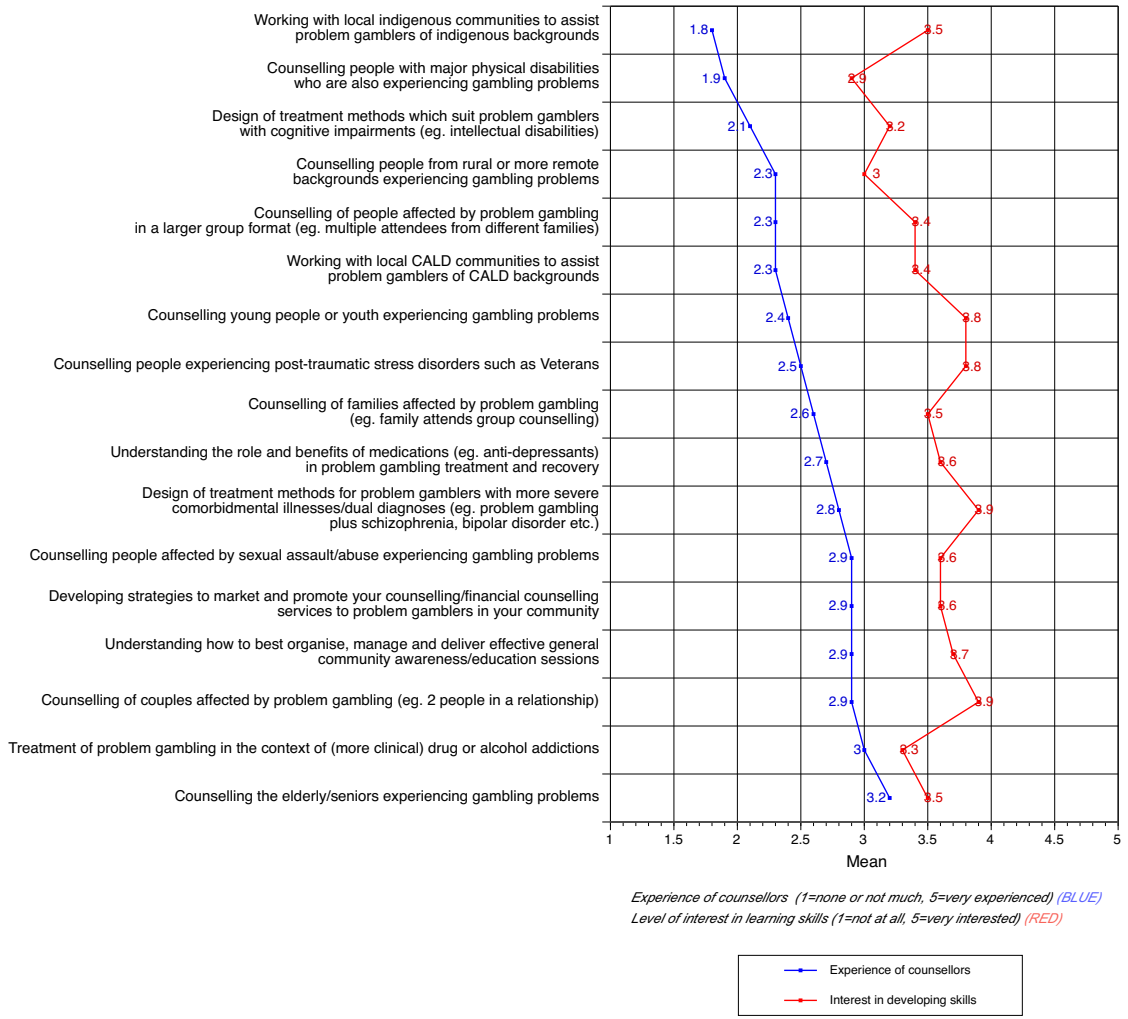 Working with local indigenous communities to assist
problem gamblers of indigenous backgrounds
1.8
3.5
Counselling people with major physical disabilities
who are also experiencing gambling problems
1.9
2.9
Design of treatment methods which suit problem gamblers
with cognitive impairments (eg. intellectual disabilities)
2.1
3.2
Counselling people from rural or more remote
backgrounds experiencing gambling problems
2.3
3
Counselling of people affected by problem gambling
in a larger group format (eg. multiple attendees from different families)
2.3
3.4
Working with local CALD communities to assist
problem gamblers of CALD backgrounds
2.3
3.4
Counselling young people or youth experiencing gambling problems
2.4
3.8
Counselling people experiencing post-traumatic stress disorders such as Veterans
2.5
3.8
Counselling of families affected by problem gambling
(eg. family attends group counselling)
2.6
3.5
Understanding the role and benefits of medications (eg. anti-depressants)
in problem gambling treatment and recovery
2.7
3.6
Design of treatment methods for problem gamblers with more severe
comorbidmental illnesses/dual diagnoses (eg. problem gambling
plus schizophrenia, bipolar disorder etc.)
2.8
3.9
Counselling people affected by sexual assault/abuse experiencing gambling problems
2.9
3.6
Developing strategies to market and promote your counselling/financial counselling
services to problem gamblers in your community
2.9
3.6
Understanding how to best organise, manage and deliver effective general
community awareness/education sessions
2.9
3.7
Counselling of couples affected by problem gambling (eg. 2 people in a relationship)
2.9
3.9
Treatment of problem gambling in the context of (more clinical) drug or alcohol addictions
3
3.3
Counselling the elderly/seniors experiencing gambling problems
3.2
3.5
1 1.5 2 2.5 3 3.5 4 4.5 5
Mean
Experience of counsellors (1=none or not much, 5=very experienced) (BLUE)
Level of interest in learning skills (1=not at all, 5=very interested) (RED)
Experience of counsellors
Interest in developing skills